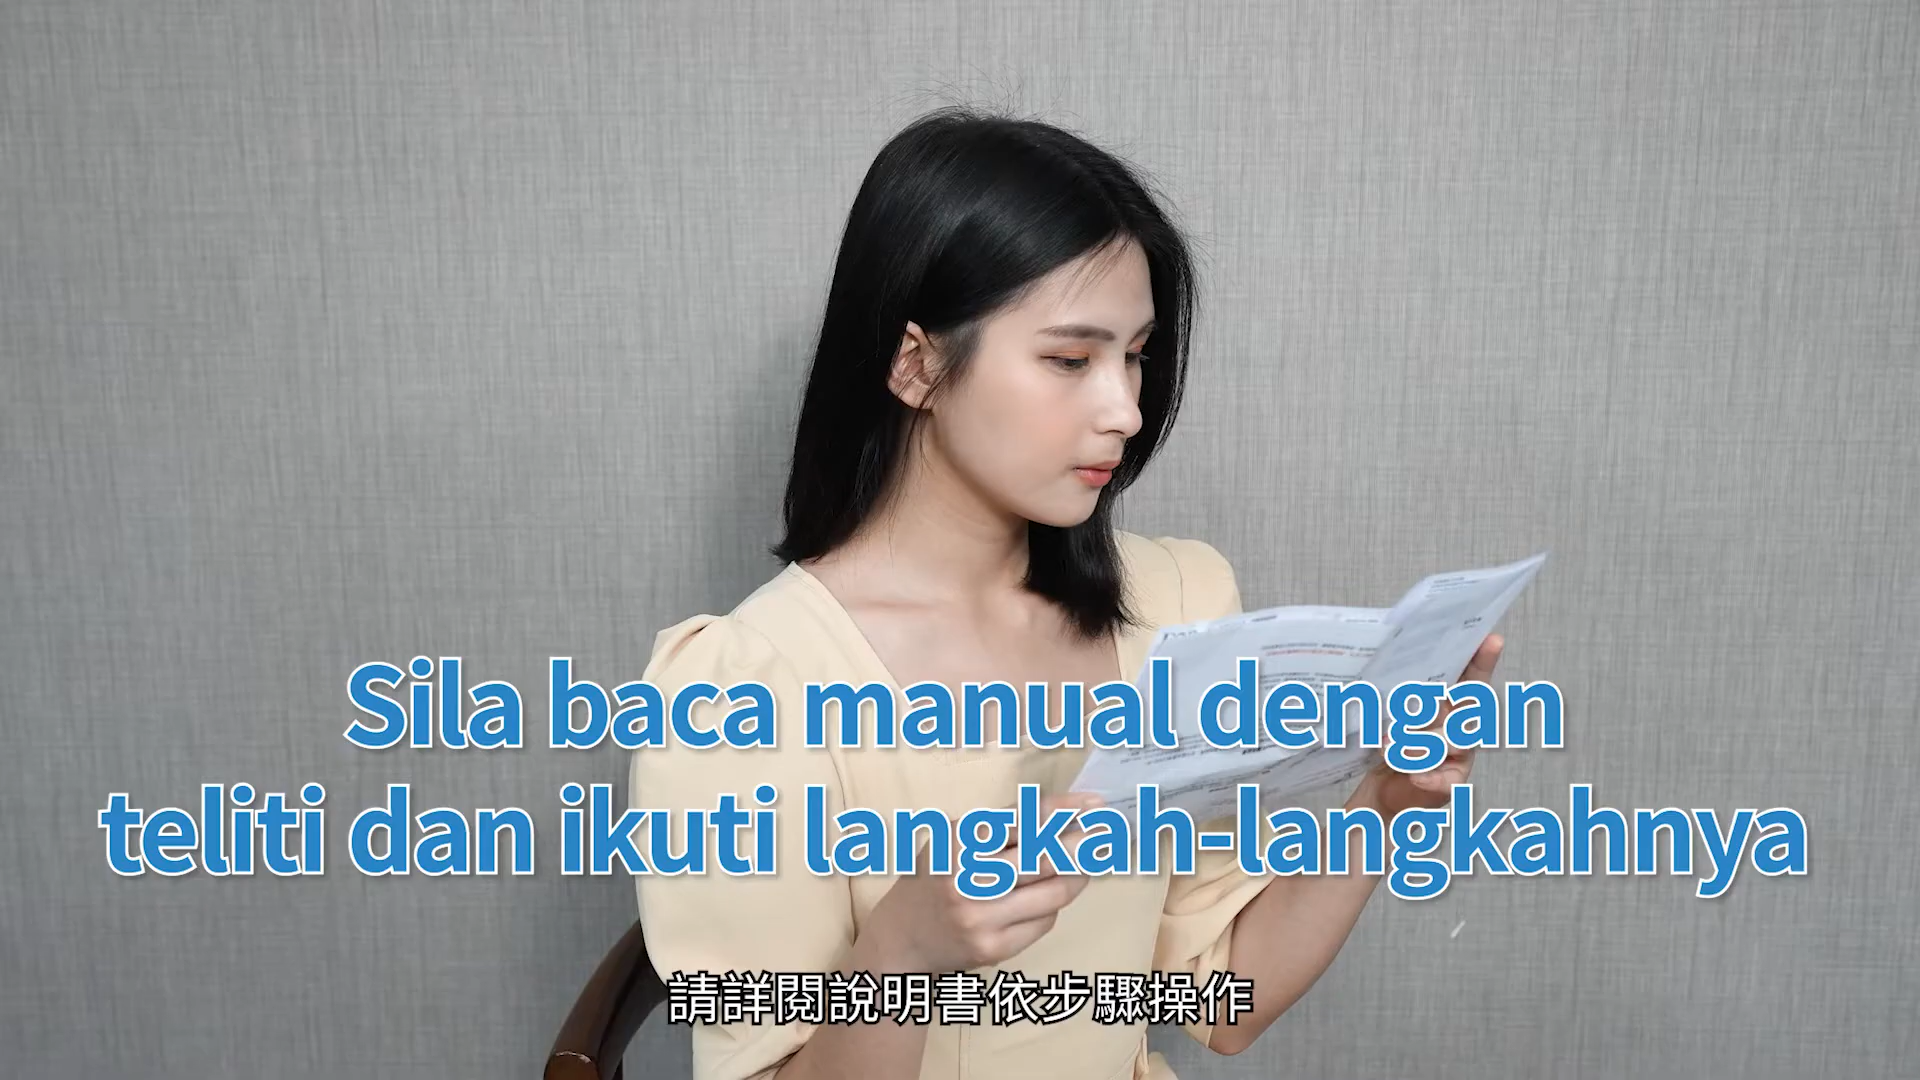 Sila baca manual dengan
teliti dan ikuti langkah-langkahnya
請詳閱說明書依步驟操作